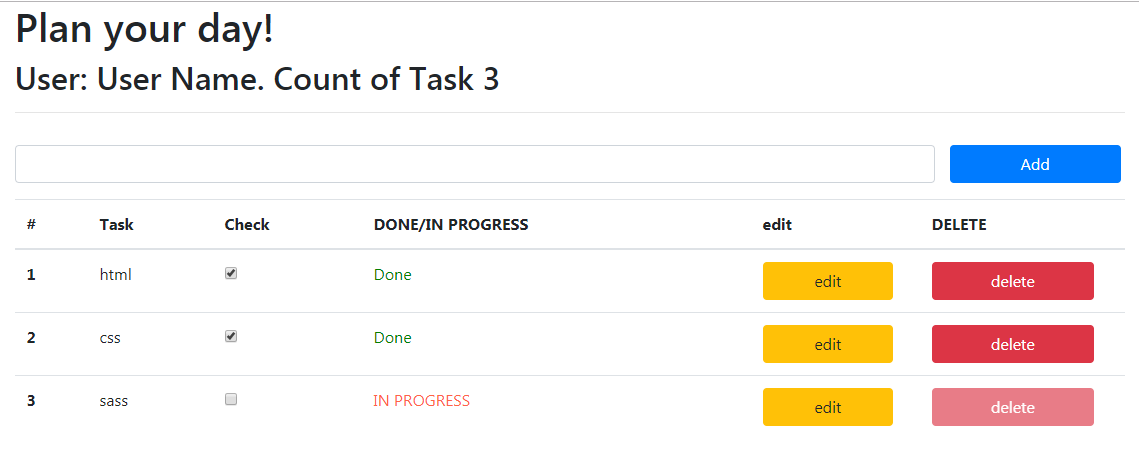 Plan your day!
User: User Name. Count of Task 3
Add
# Task Check DONE/IN PROGRESS edit DELETE
1 html Done edit delete
2 css Done edit delete
3 sass IN PROGRESS edit delete